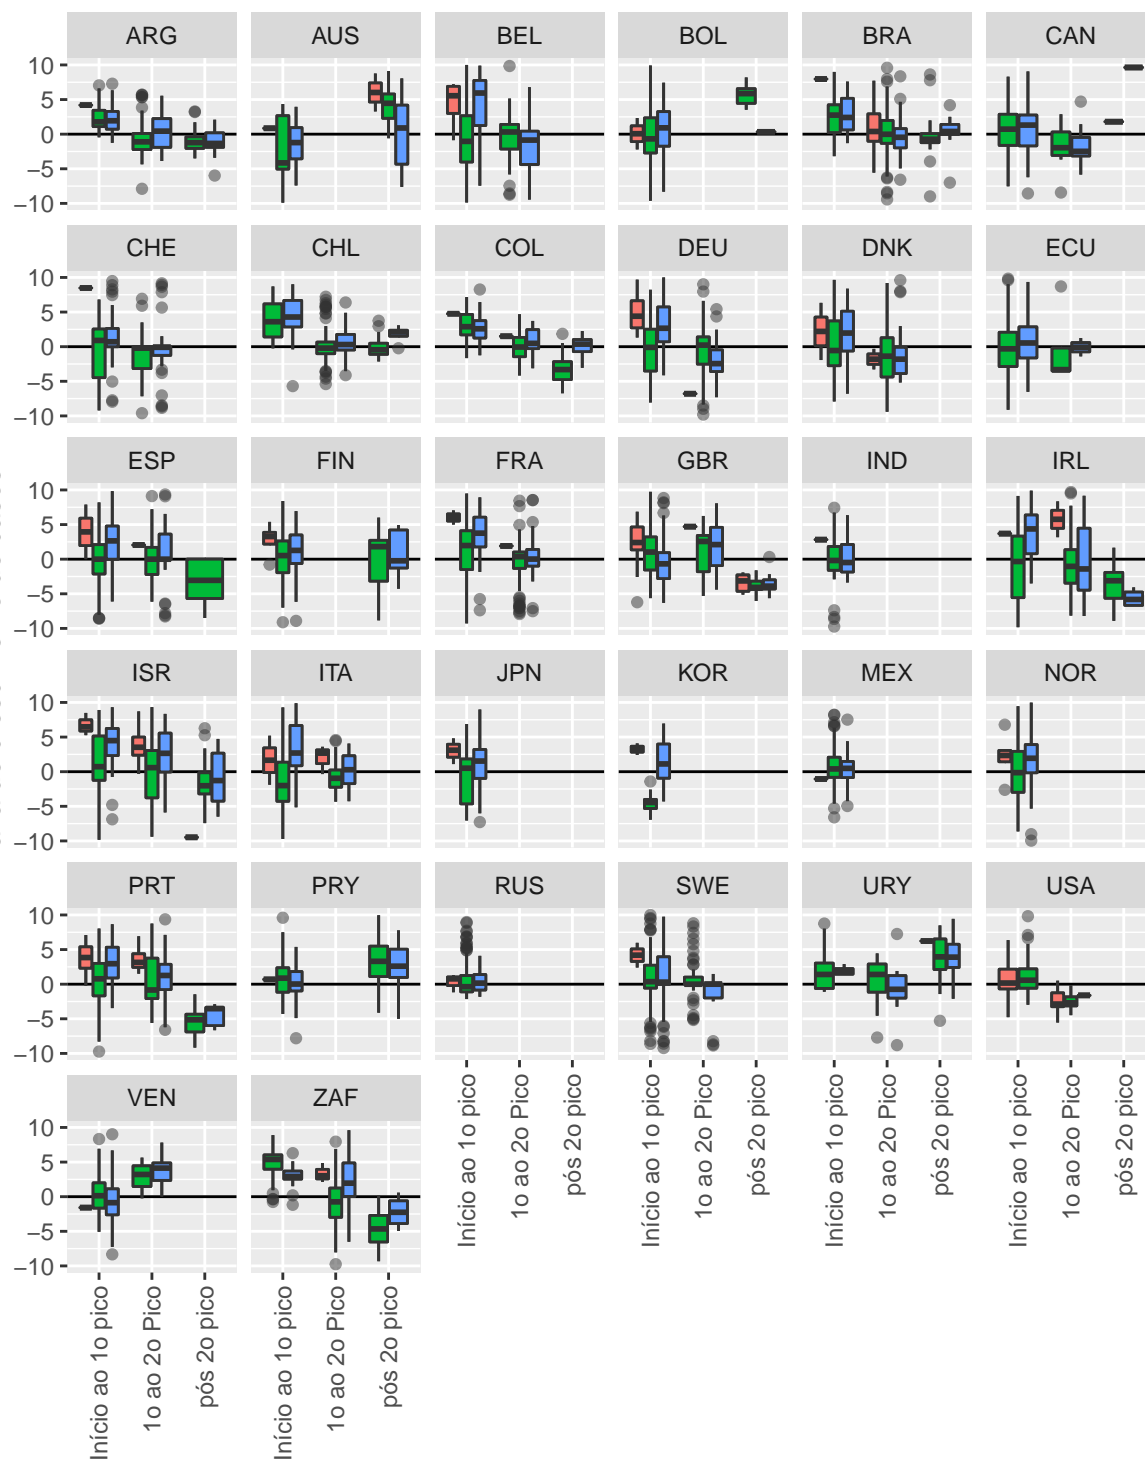 ARG AUS BEL BOL BRA CAN
10
5
0
−5
−10
CHE CHL COL DEU DNK ECU
10
5
0
−5
−10
ESP FIN FRA GBR IND IRL
10
5
0
−5
−10
ISR ITA JPN KOR MEX NOR
10
5
0
−5
−10
PRT PRY RUS SWE URY USA
10
5
0
−5
−10
Início ao 1o pico
1o ao 2o Pico
pós 2o pico
Início ao 1o pico
1o ao 2o Pico
pós 2o pico
Início ao 1o pico
1o ao 2o Pico
pós 2o pico
Início ao 1o pico
1o ao 2o Pico
pós 2o pico
VEN ZAF
10
5
0
−5
−10
Início ao 1o pico
1o ao 2o Pico
pós 2o pico
Início ao 1o pico
1o ao 2o Pico
pós 2o pico